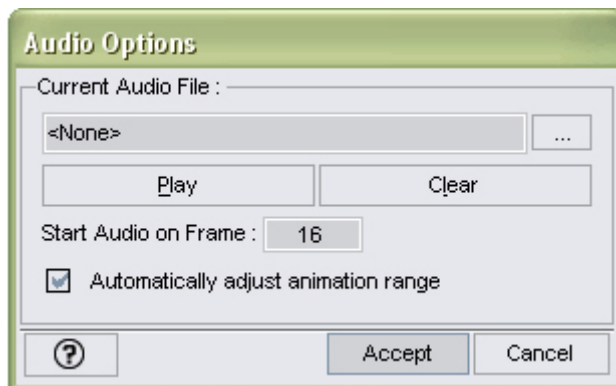 Audio Options
Current Audio File :
<None>
...
Play Clear
Start Audio on Frame : 16
Automatically adjust animation range
? Accept Cancel